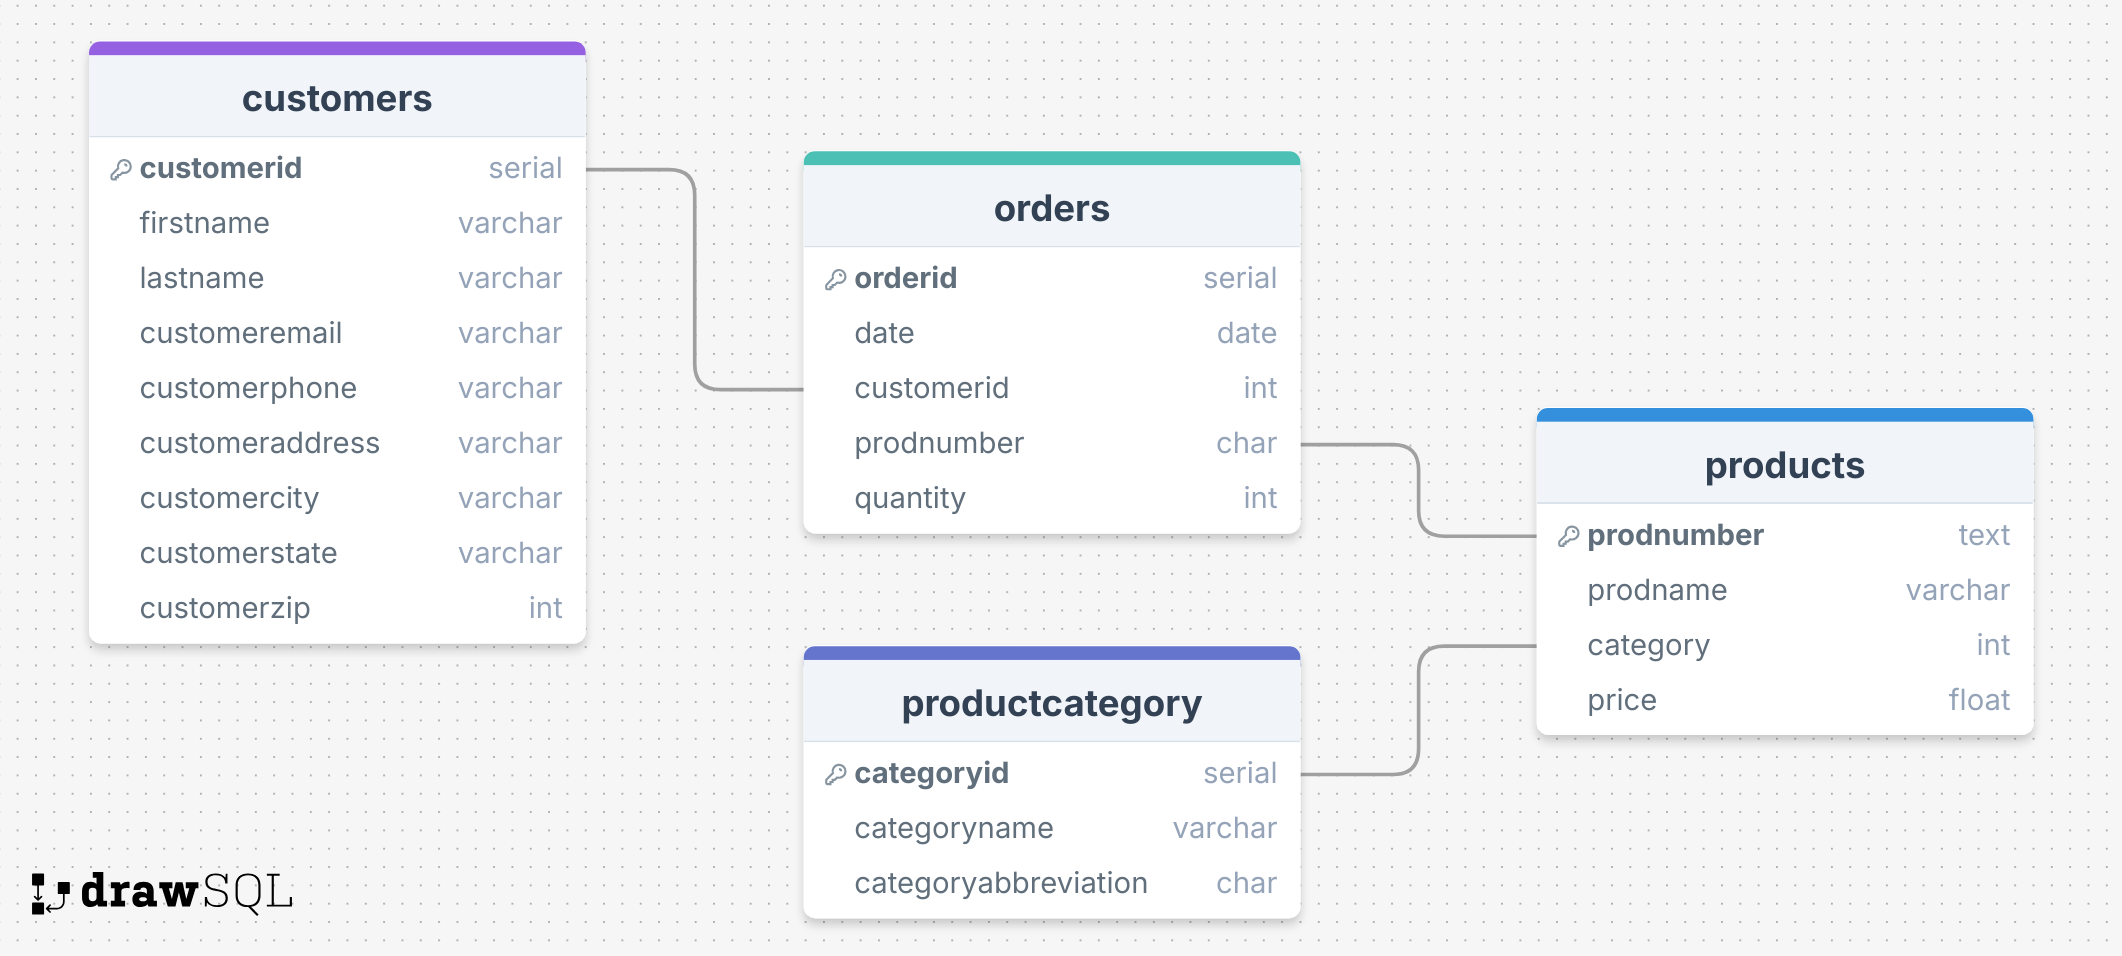 customers
customerid serial
firstname varchar
lastname varchar
customeremail varchar
customerphone varchar
customeraddress varchar
customercity varchar
customerstate varchar
customerzip int
orders
orderid serial
date date
customerid int
prodnumber char
quantity int
products
prodnumber text
prodname varchar
category int
price float
productcategory
categoryid serial
categoryname varchar
categoryabbreviation char
drawSQL